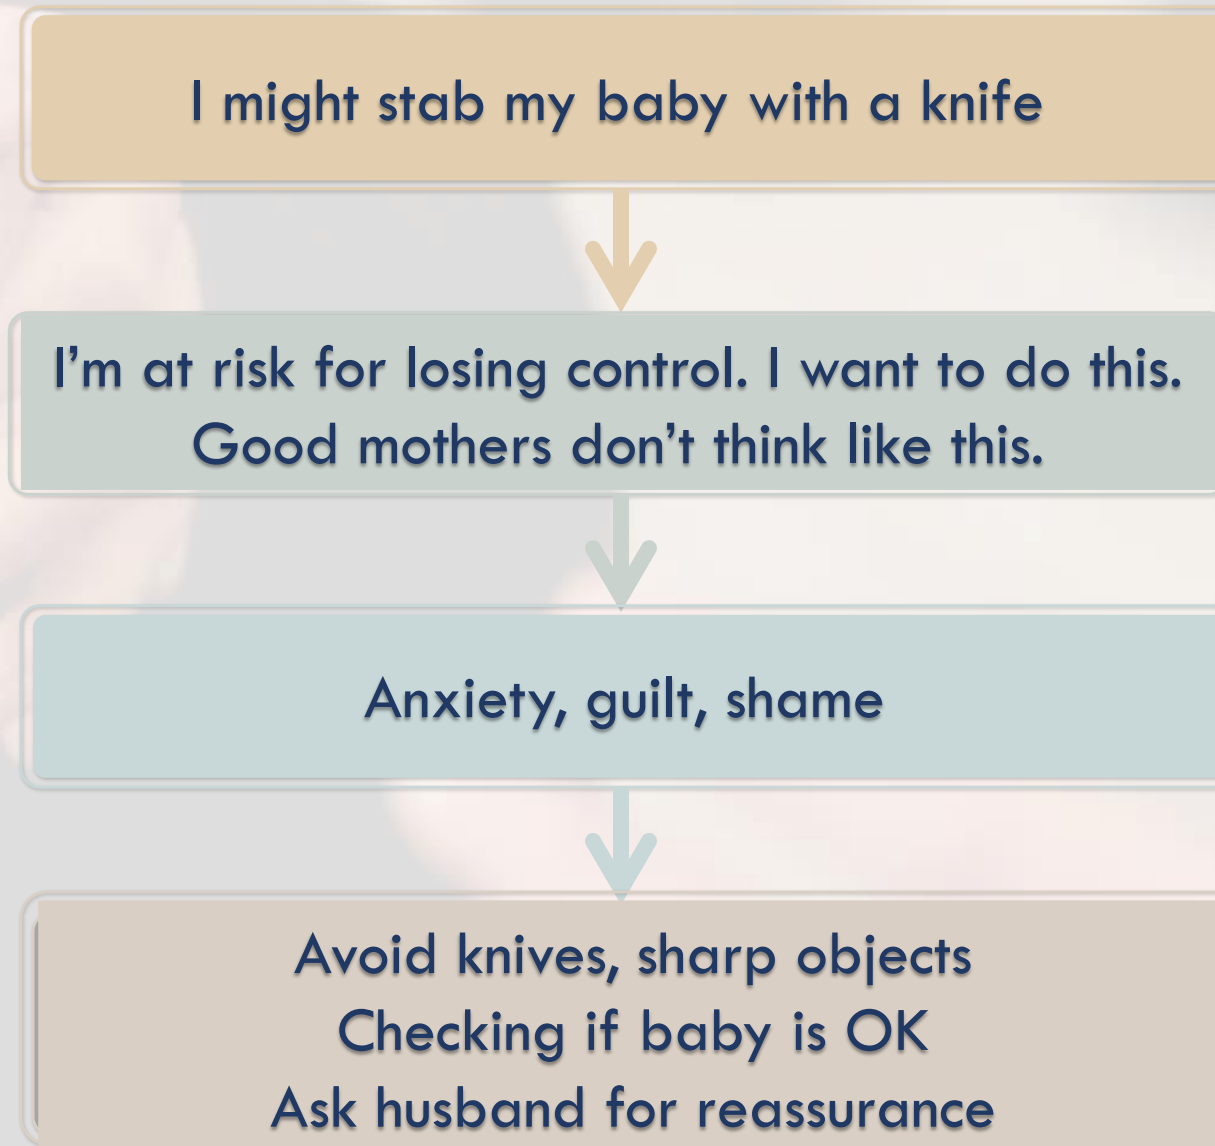 I might stab my baby with a knife
I’m at risk for losing control. I want to do this.
Good mothers don’t think like this.
Anxiety, guilt, shame
Avoid knives, sharp objects
Checking if baby is OK
Ask husband for reassurance